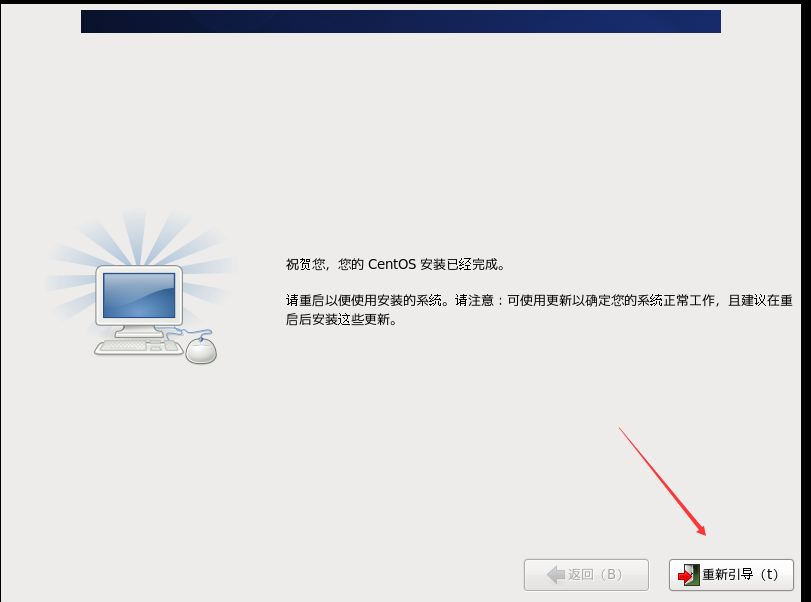 祝贺您，您的 CentOS 安装已经完成。
请重启以便使用安装的系统。请注意：可使用更新以确定您的系统正常工作，且建议在重
启后安装这些更新。
返回（B）
重新引导（t）